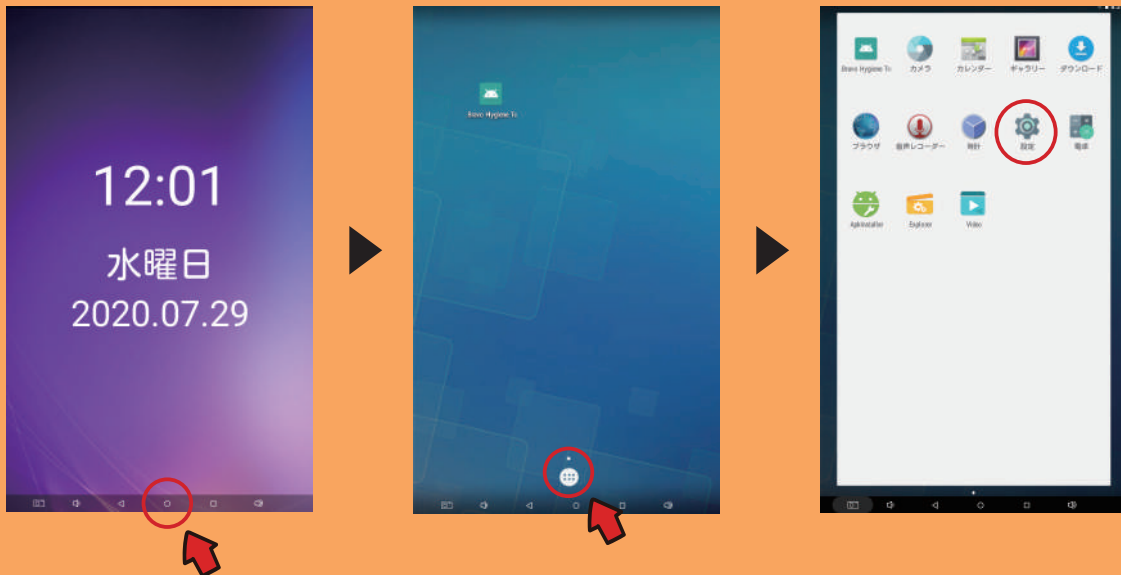 12:01
水曜日
2020.07.29
Bravo Hygiene To
Bravo Hygiene To
カメラ
カレンダー
ギャラリー
ダウンロード
ブラウザ
音声レコーダー
時計
設定
電卓
ApkInstaller
Explorer
Video